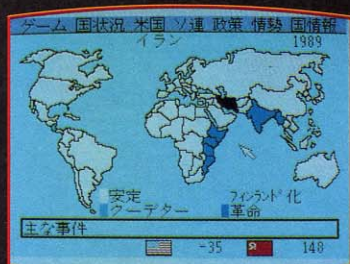 ゲーム 国状況 米国 ソ連 政策 情勢 国情報
イラン 1989
安定 フィンランド化
クーデター 革命
主な事件
-35 148